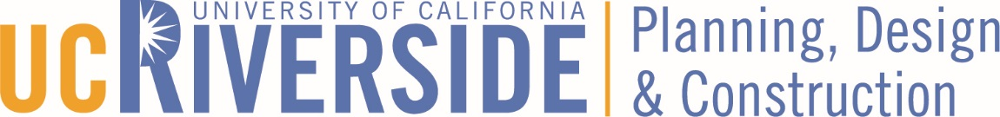 UNIVERSITY OF CALIFORNIA
UCRIVERSIDE
Planning, Design
& Construction